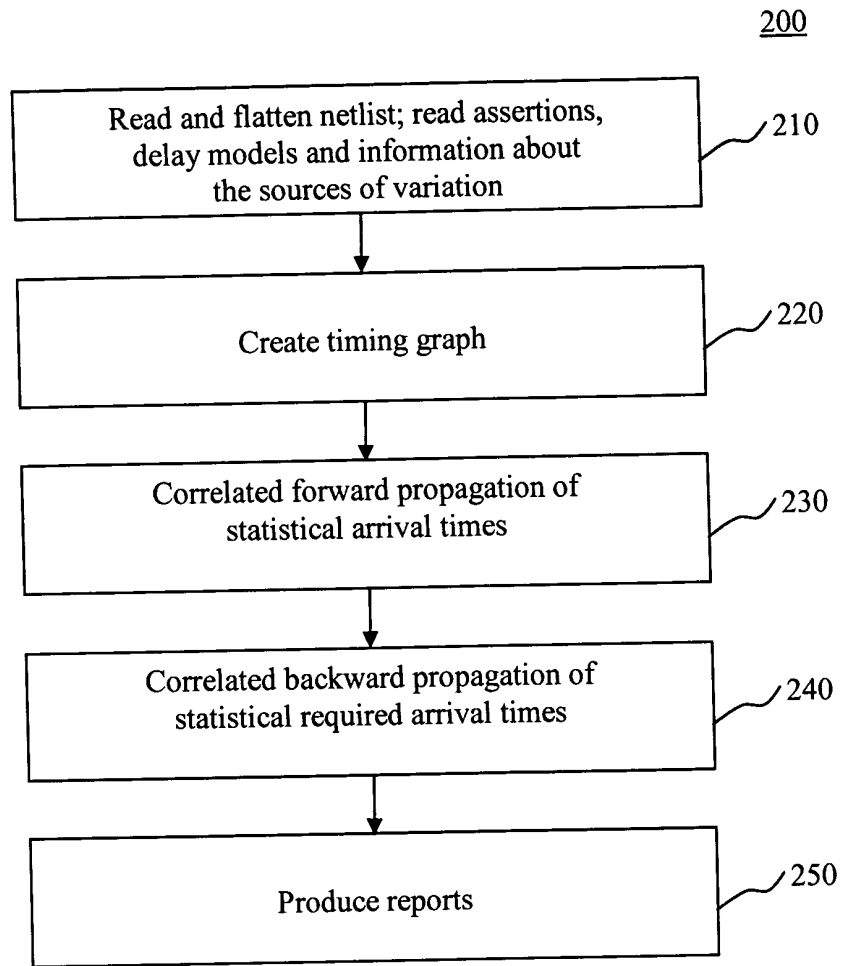 200
Read and flatten netlist; read assertions,
delay models and information about
the sources of variation
210
Create timing graph
220
Correlated forward propagation of
statistical arrival times
230
Correlated backward propagation of
statistical required arrival times
240
Produce reports
250